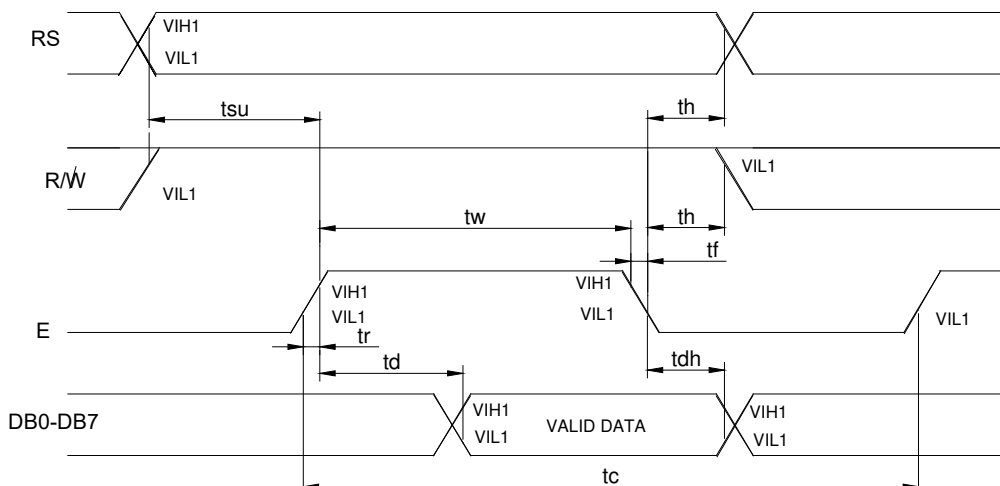 VIH1
RS
VIL1
tsu
th
R/W
VIL1
VIL1
tw
th
tf
VIH1
VIH1
VIL1
VIL1
VIL1
E
tr
td
tdh
VIH1
VIH1
DB0-DB7
VALID DATA
VIL1
VIL1
tc